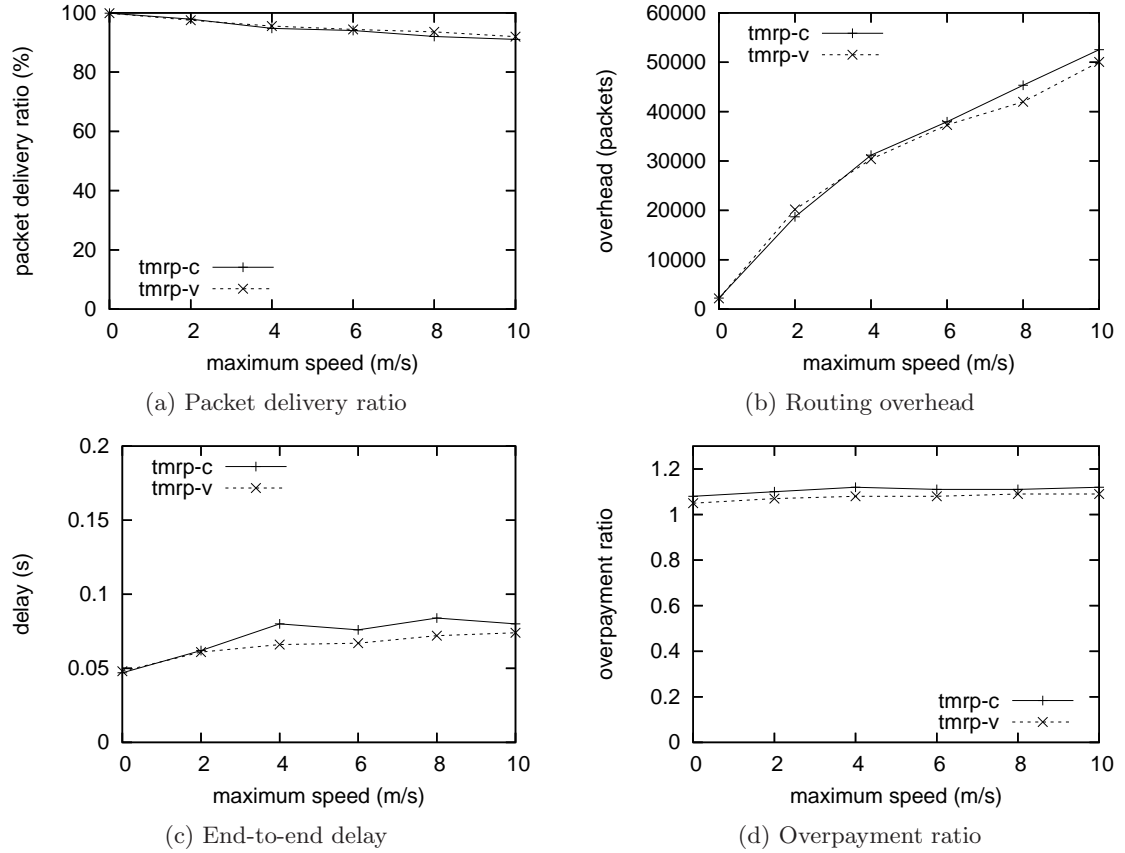 100
80
60
40
20
0
packet delivery ratio (%)
tmrp-c
tmrp-v
0 2 4 6 8 10
maximum speed (m/s)
(a) Packet delivery ratio
60000
50000
40000
30000
20000
10000
0
overhead (packets)
tmrp-c
tmrp-v
0 2 4 6 8 10
maximum speed (m/s)
(b) Routing overhead
0.2
0.15
0.1
0.05
0
delay (s)
tmrp-c
tmrp-v
0 2 4 6 8 10
maximum speed (m/s)
(c) End-to-end delay
1.2
1
0.8
0.6
0.4
0.2
0
overpayment ratio
tmrp-c
tmrp-v
0 2 4 6 8 10
maximum speed (m/s)
(d) Overpayment ratio